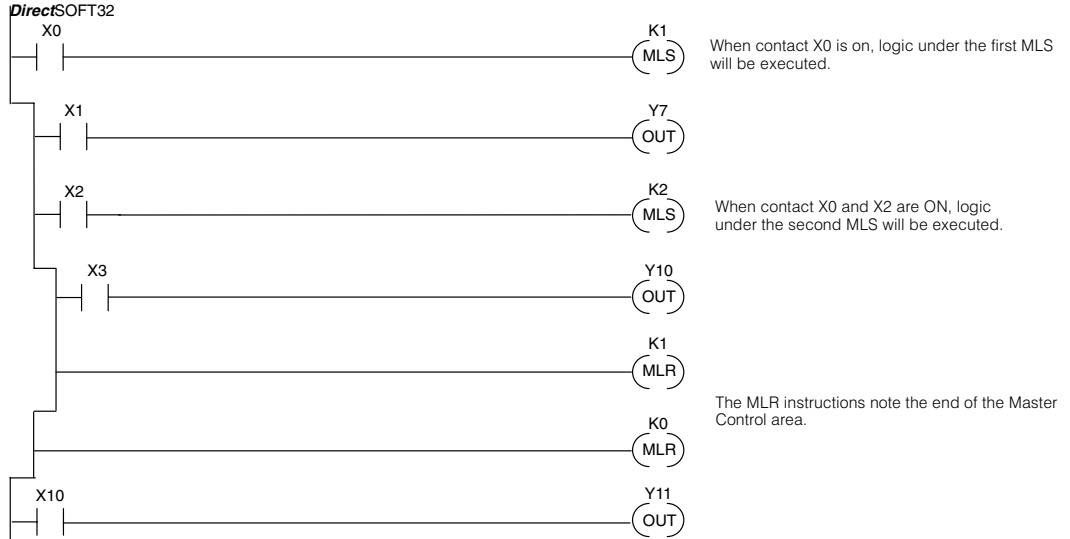 DirectSOFT32
X0
K1
MLS
When contact X0 is on, logic under the first MLS
will be executed.
X1
Y7
OUT
X2
K2
MLS
When contact X0 and X2 are ON, logic
under the second MLS will be executed.
X3
Y10
OUT
K1
MLR
The MLR instructions note the end of the Master
Control area.
K0
MLR
X10
Y11
OUT